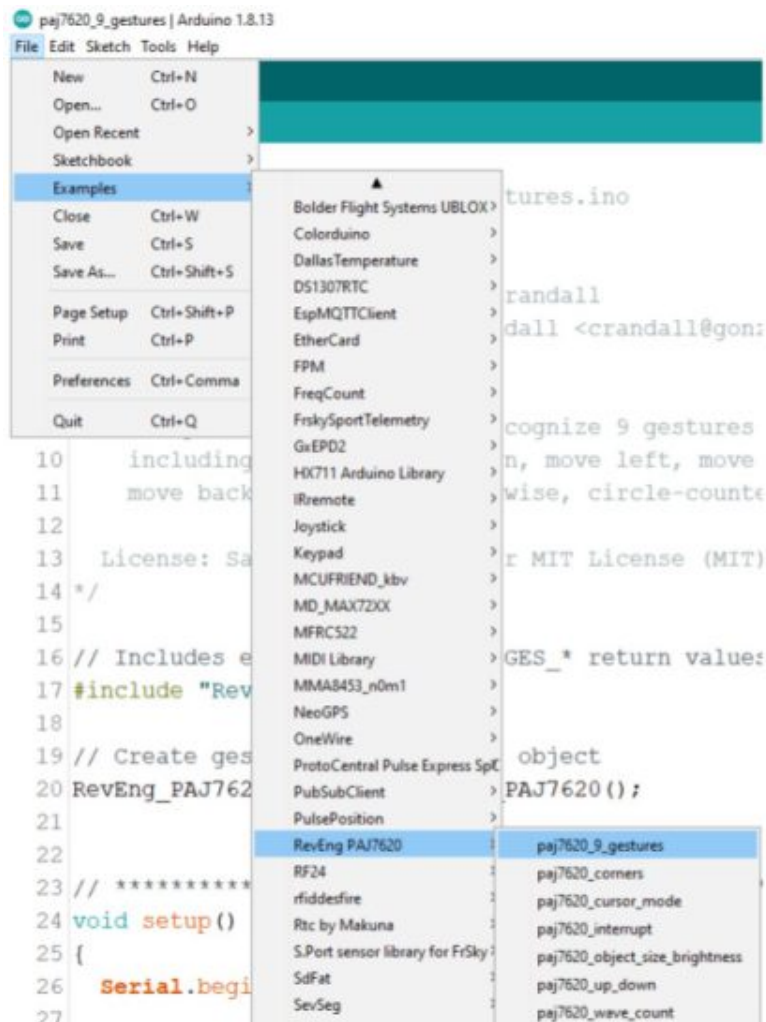 paj7620_9_gestures | Arduino 1.8.13
File Edit Sketch Tools Help
New Ctrl+N
Open... Ctrl+O
Open Recent >
Sketchbook >
Examples
Close Ctrl+W
Save Ctrl+S
Save As... Ctrl+Shift+S
Page Setup Ctrl+Shift+P
Print Ctrl+P
Preferences Ctrl+Comma
Quit Ctrl+Q
Bolder Flight Systems UBLOX >
Colorduino >
DallasTemperature >
DS1307RTC >
EspMQTTClient >
EtherCard >
FPM >
FreqCount >
FrskySportTelemetry >
GxEPD2 >
HX711 Arduino Library >
IRremote >
Joystick >
Keypad >
MCUFRIEND_kbv >
MD_MAX72XX >
MFRC522 >
MIDI Library >
MMA8453_n0m1 >
NeoGPS >
OneWire >
ProtoCentral Pulse Express
PubSubClient >
PulsePosition >
RevEng PAJ7620
RF24
rfiddesfire
Rtc by Makuna
S.Port sensor library for FrSky
SdFat
SevSeg
paj7620_9_gestures
paj7620_corners
paj7620_cursor_mode
paj7620_interrupt
paj7620_object_size_brightness
paj7620_up_down
paj7620_wave_count
tures.ino
randall
dall <crandall@gonz
cognize 9 gestures
10 including n, move left, move
11 move back wise, circle-counte
12
13 License: Sa r MIT License (MIT)
14 */
15
16 // Includes e GES_* return values
17 #include "Rev
18
19 // Create ges object
20 RevEng_PAJ762 PAJ7620();
21
22
23 // **********
24 void setup()
25 {
26 Serial.begi
27